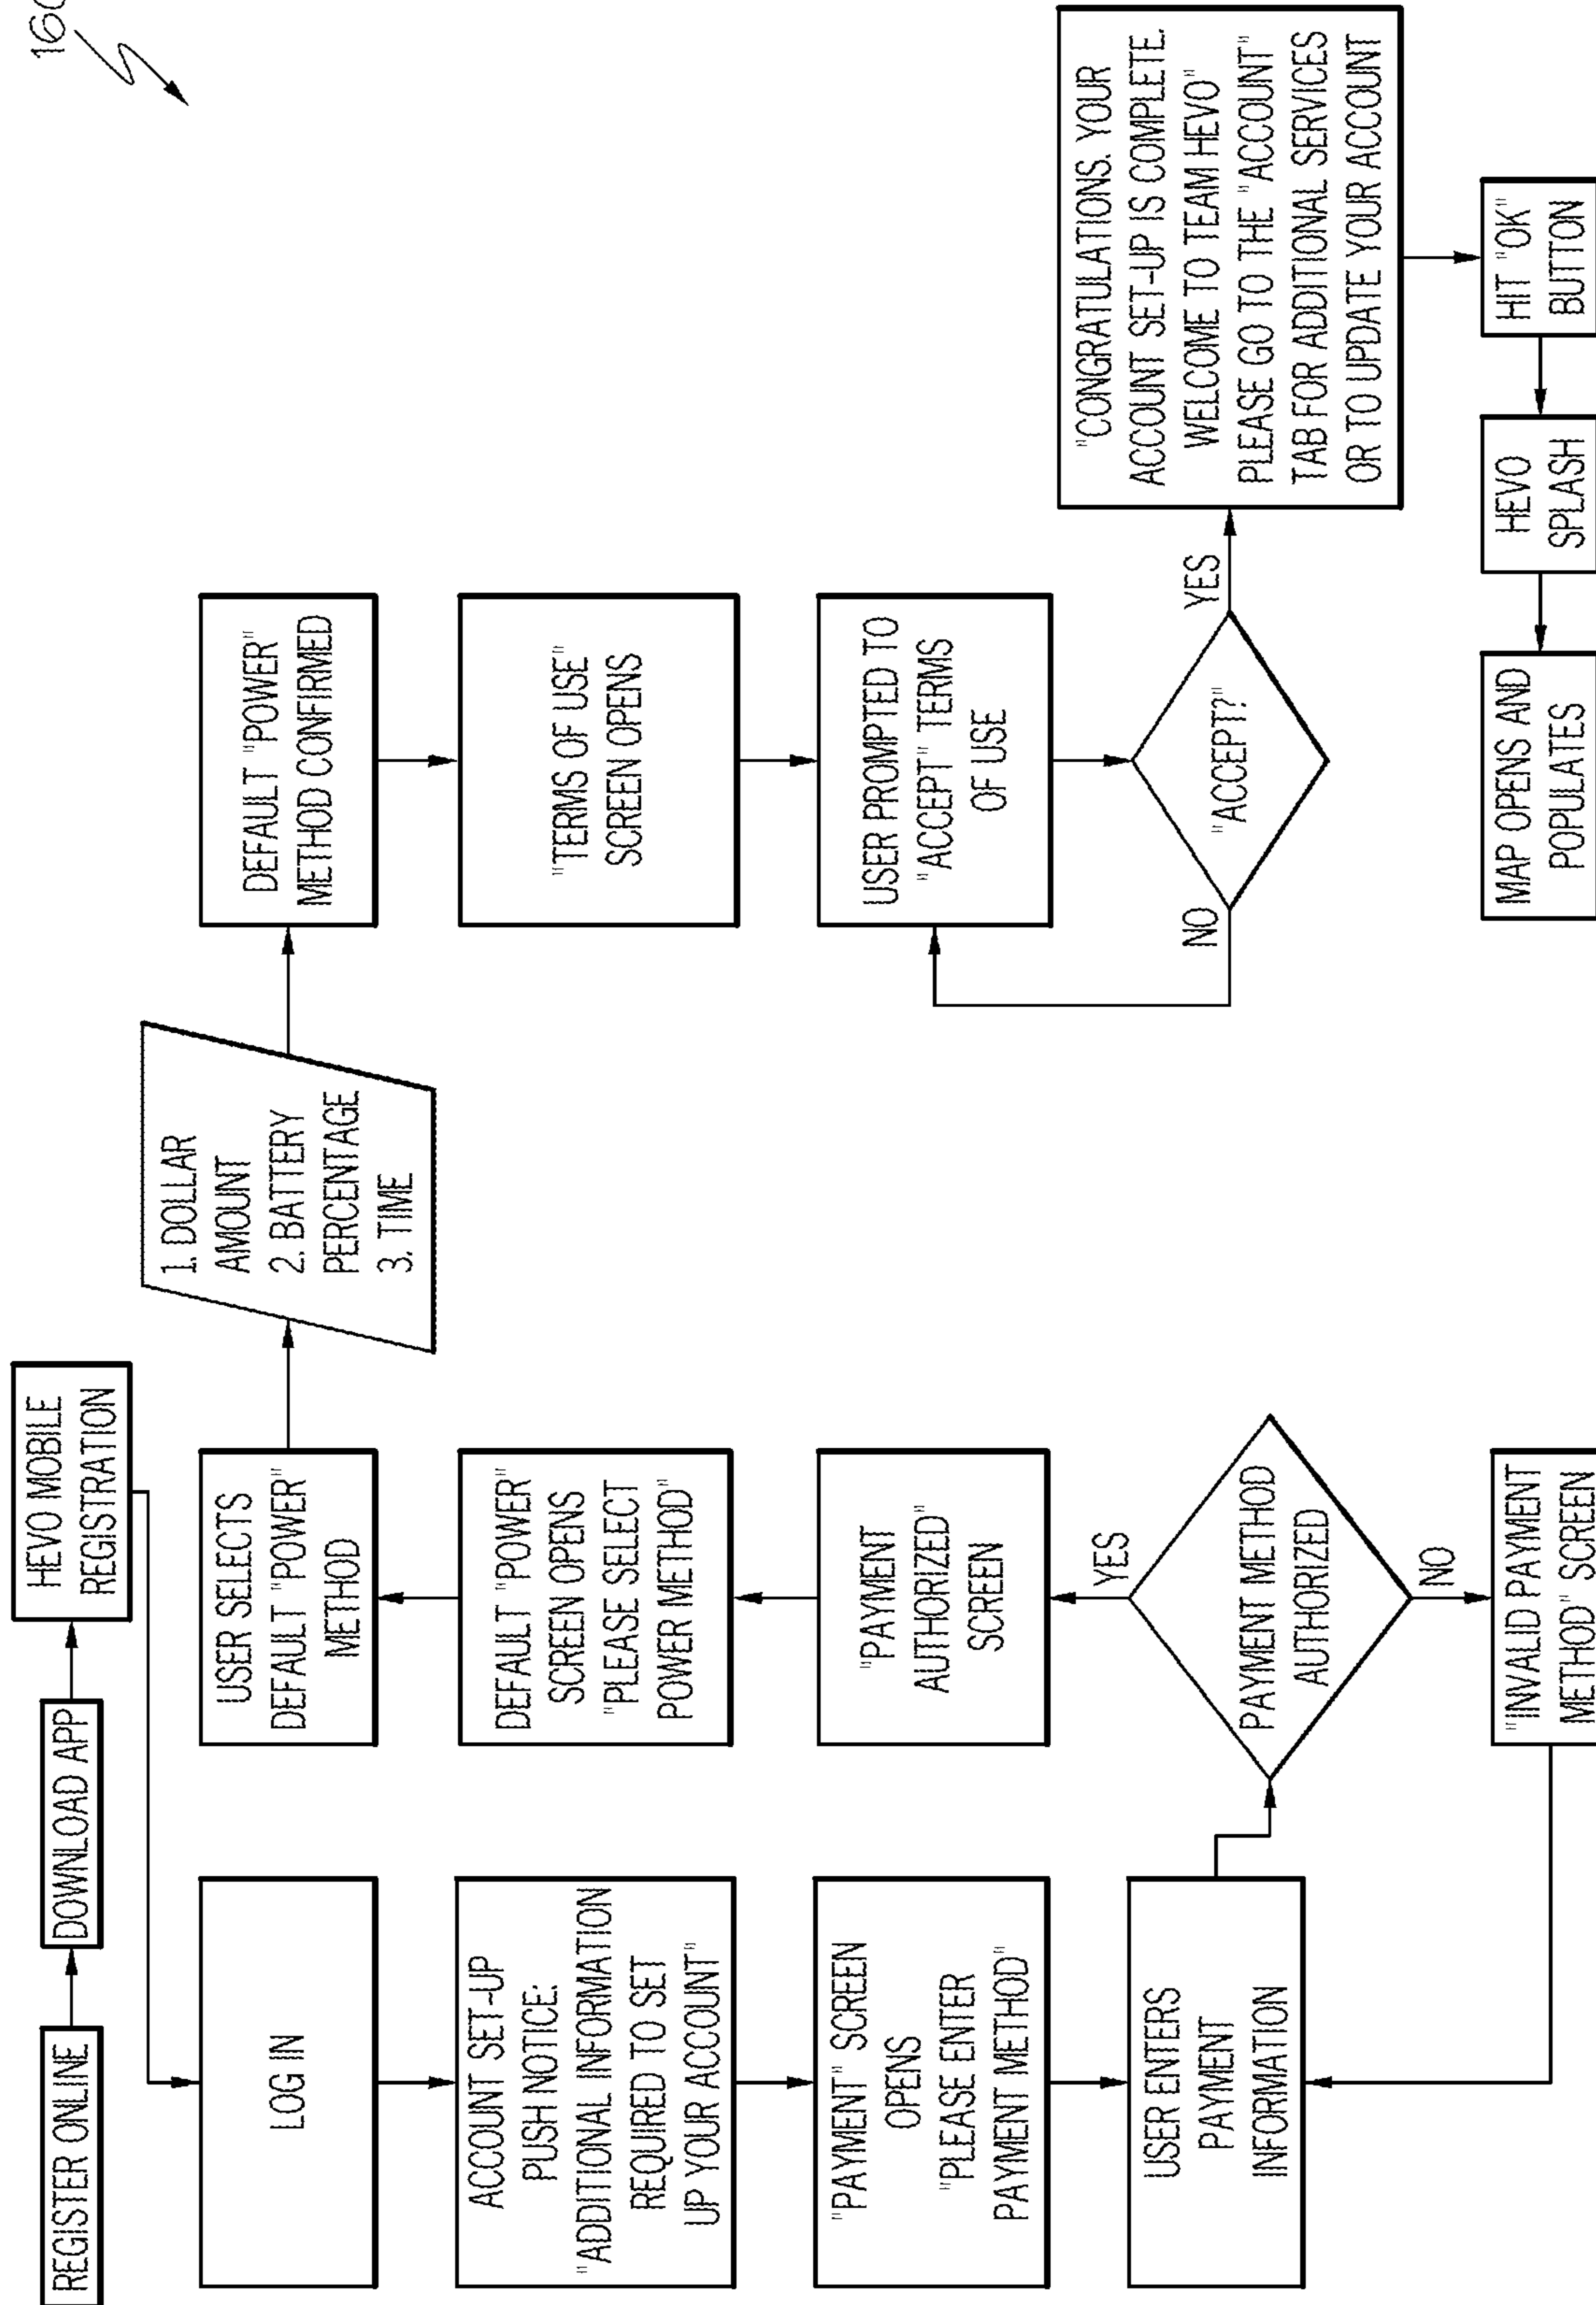 160
REGISTER ONLINE
DOWNLOAD APP
HEVO MOBILE
REGISTRATION
LOG IN
ACCOUNT SET-UP
PUSH NOTICE:
"ADDITIONAL INFORMATION
REQUIRED TO SET
UP YOUR ACCOUNT"
"PAYMENT" SCREEN
OPENS
"PLEASE ENTER
PAYMENT METHOD"
USER ENTERS
PAYMENT
INFORMATION
PAYMENT METHOD
AUTHORIZED
YES
NO
"INVALID PAYMENT
METHOD" SCREEN
"PAYMENT
AUTHORIZED"
SCREEN
DEFAULT "POWER"
SCREEN OPENS
"PLEASE SELECT
POWER METHOD"
USER SELECTS
DEFAULT "POWER"
METHOD
1. DOLLAR
AMOUNT
2. BATTERY
PERCENTAGE
3. TIME
DEFAULT "POWER"
METHOD CONFIRMED
"TERMS OF USE"
SCREEN OPENS
USER PROMPTED TO
"ACCEPT" TERMS
OF USE
"ACCEPT?"
NO
YES
"CONGRATULATIONS. YOUR
ACCOUNT SET-UP IS COMPLETE.
WELCOME TO TEAM HEVO"
PLEASE GO TO THE "ACCOUNT"
TAB FOR ADDITIONAL SERVICES
OR TO UPDATE YOUR ACCOUNT
HIT "OK"
BUTTON
HEVO
SPLASH
MAP OPENS AND
POPULATES